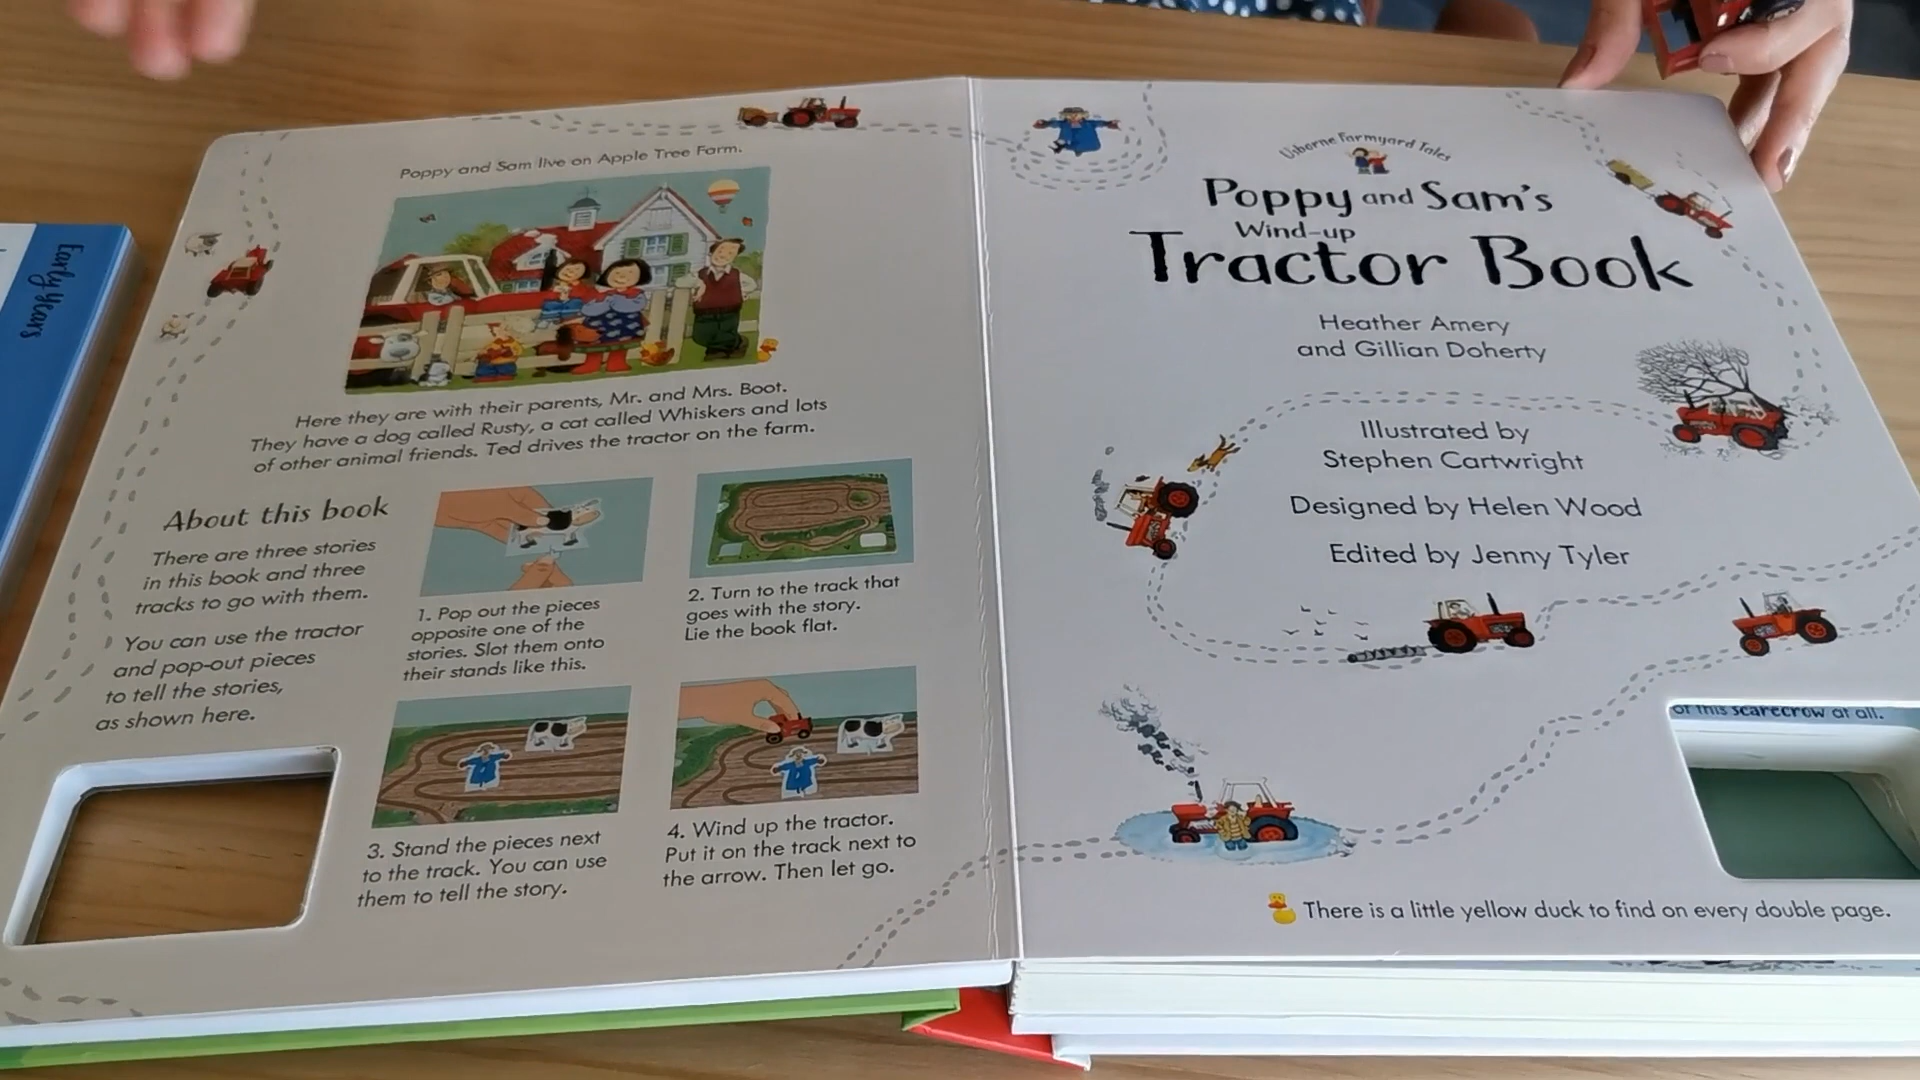 Early years
Poppy and Sam live on Apple Tree Farm.
Here they are with their parents, Mr. and Mrs. Boot.
They have a dog called Rusty, a cat called Whiskers and lots
of other animal friends. Ted drives the tractor on the farm.
About this book
There are three stories
in this book and three
tracks to go with them.
You can use the tractor
and pop-out pieces
to tell the stories,
as shown here.
1. Pop out the pieces
opposite one of the
stories. Slot them onto
their stands like this.
2. Turn to the track that
goes with the story.
Lie the book flat.
3. Stand the pieces next
to the track. You can use
them to tell the story.
4. Wind up the tractor.
Put it on the track next to
the arrow. Then let go.
Usborne Farmyard Tales
Poppy and Sam's
Wind-up
Tractor Book
Heather Amery
and Gillian Doherty
Illustrated by
Stephen Cartwright
Designed by Helen Wood
Edited by Jenny Tyler
of this scarecrow at all.
There is a little yellow duck to find on every double page.